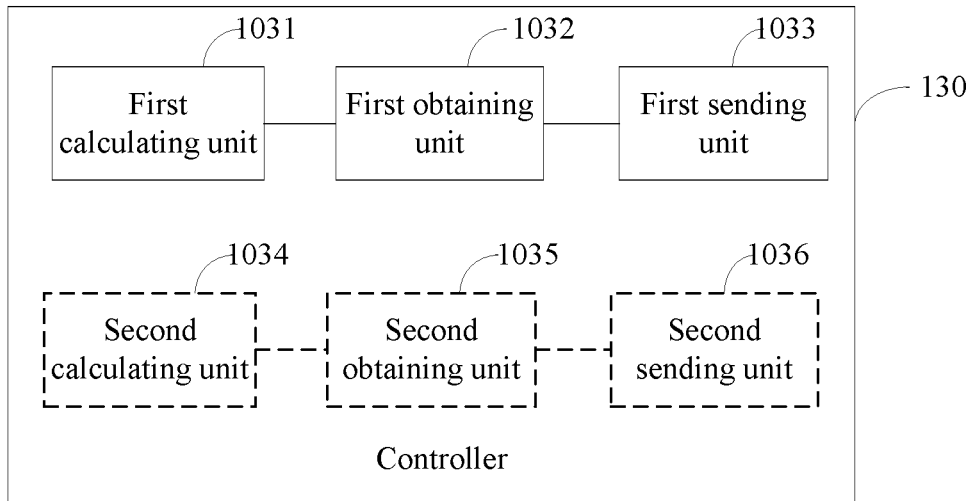 1031
1032
1033
130
First
calculating unit
First obtaining
unit
First sending
unit
1034
1035
1036
Second
calculating unit
Second
obtaining unit
Second
sending unit
Controller